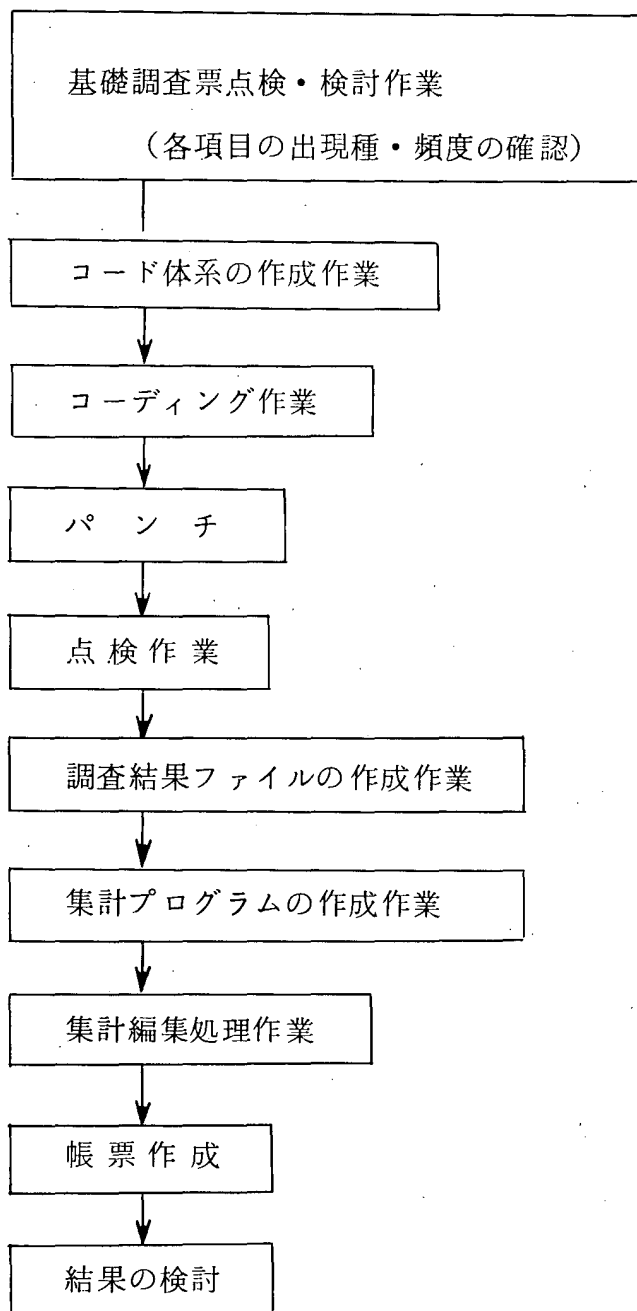 基礎調査票点検・検討作業
(各項目の出現種・頻度の確認)
コード体系の作成作業
コーディング作業
パンチ
点検作業
調査結果ファイルの作成作業
集計プログラムの作成作業
集計編集処理作業
帳票作成
結果の検討